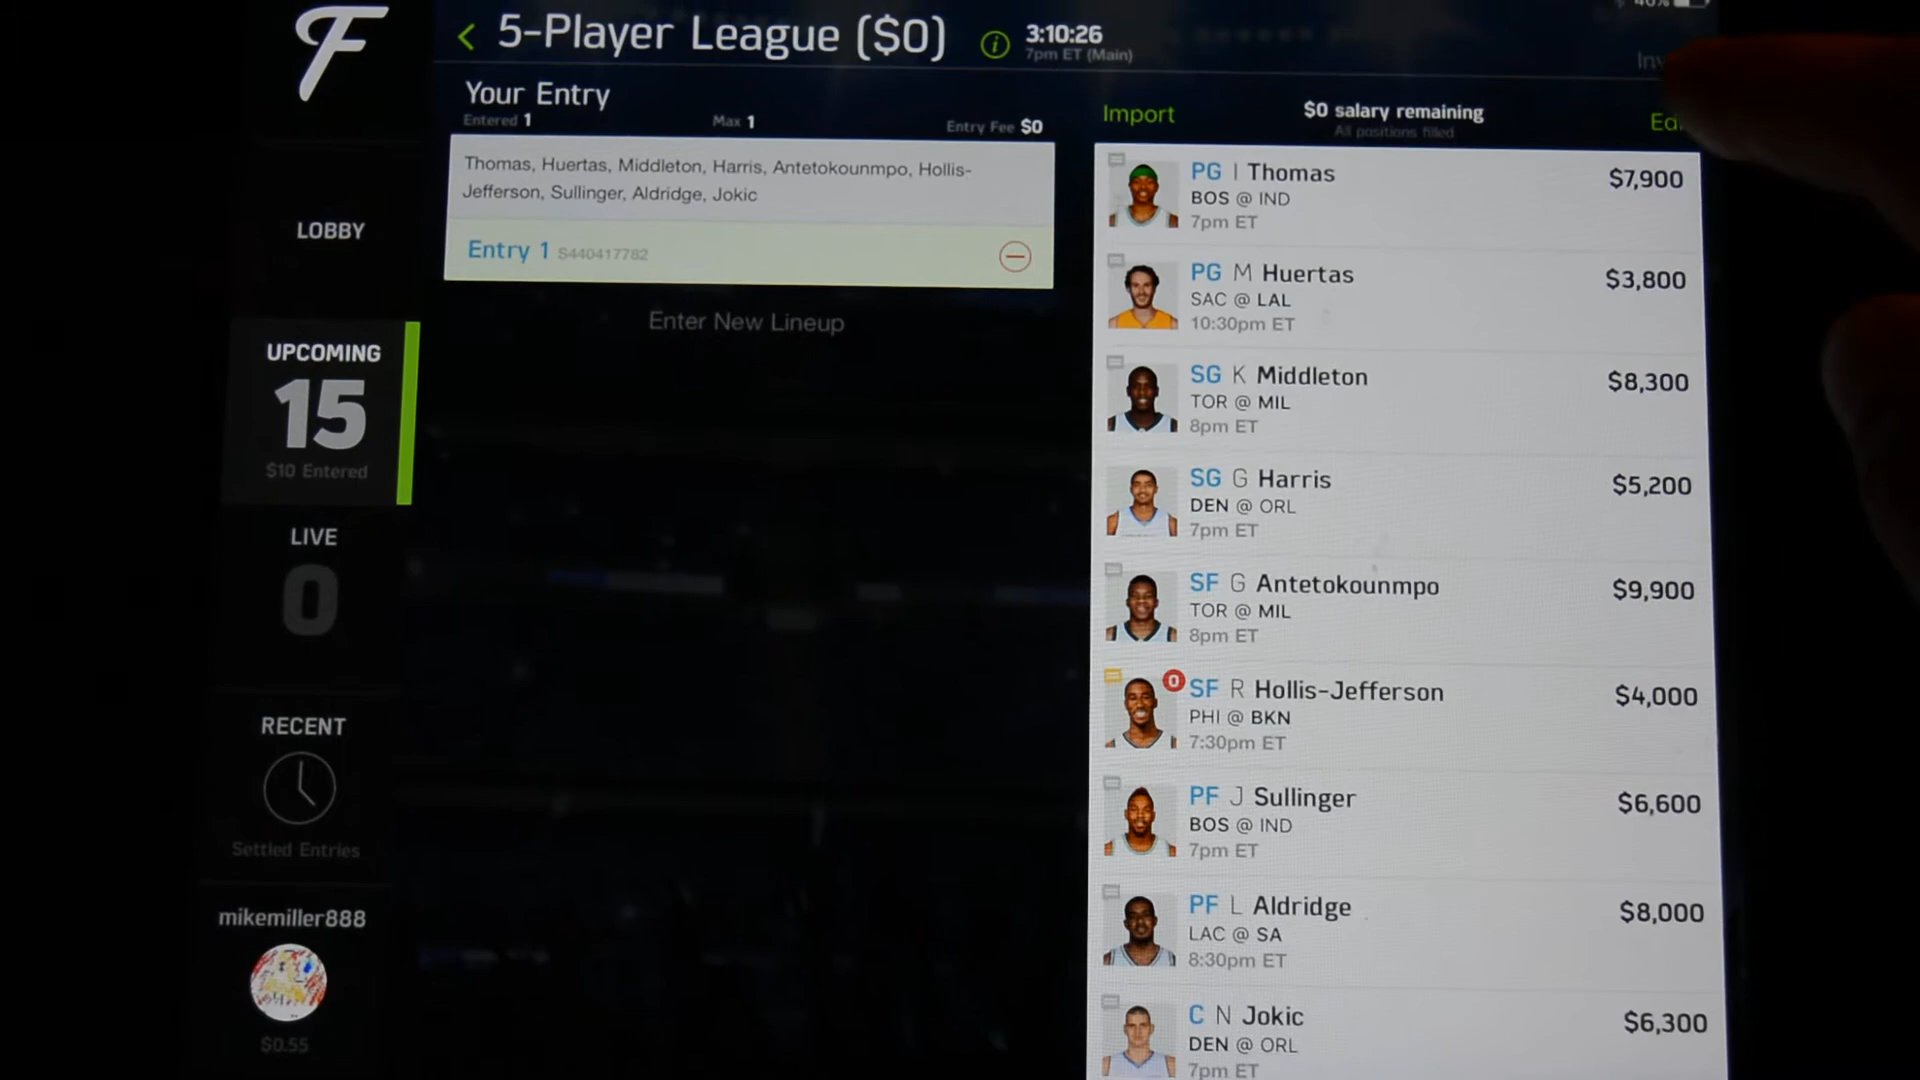 F
5-Player League ($0)
3:10:26
7pm ET (Main)
46%
Your Entry
Entered 1
Max 1
Entry Fee $0
Import
$0 salary remaining
All positions filled
Thomas, Huertas, Middleton, Harris, Antetokounmpo, Hollis-
Jefferson, Sullinger, Aldridge, Jokic
Entry 1 S440417782
Enter New Lineup
LOBBY
UPCOMING
15
$10 Entered
LIVE
0
RECENT
Settled Entries
mikemiller888
$0.55
PG I Thomas
$7,900
BOS @ IND
7pm ET
PG M Huertas
$3,800
SAC @ LAL
10:30pm ET
SG K Middleton
$8,300
TOR @ MIL
8pm ET
SG G Harris
$5,200
DEN @ ORL
7pm ET
SF G Antetokounmpo
$9,900
TOR @ MIL
8pm ET
O
SF R Hollis-Jefferson
$4,000
PHI @ BKN
7:30pm ET
PF J Sullinger
$6,600
BOS @ IND
7pm ET
PF L Aldridge
$8,000
LAC @ SA
8:30pm ET
C N Jokic
$6,300
DEN @ ORL
7pm ET